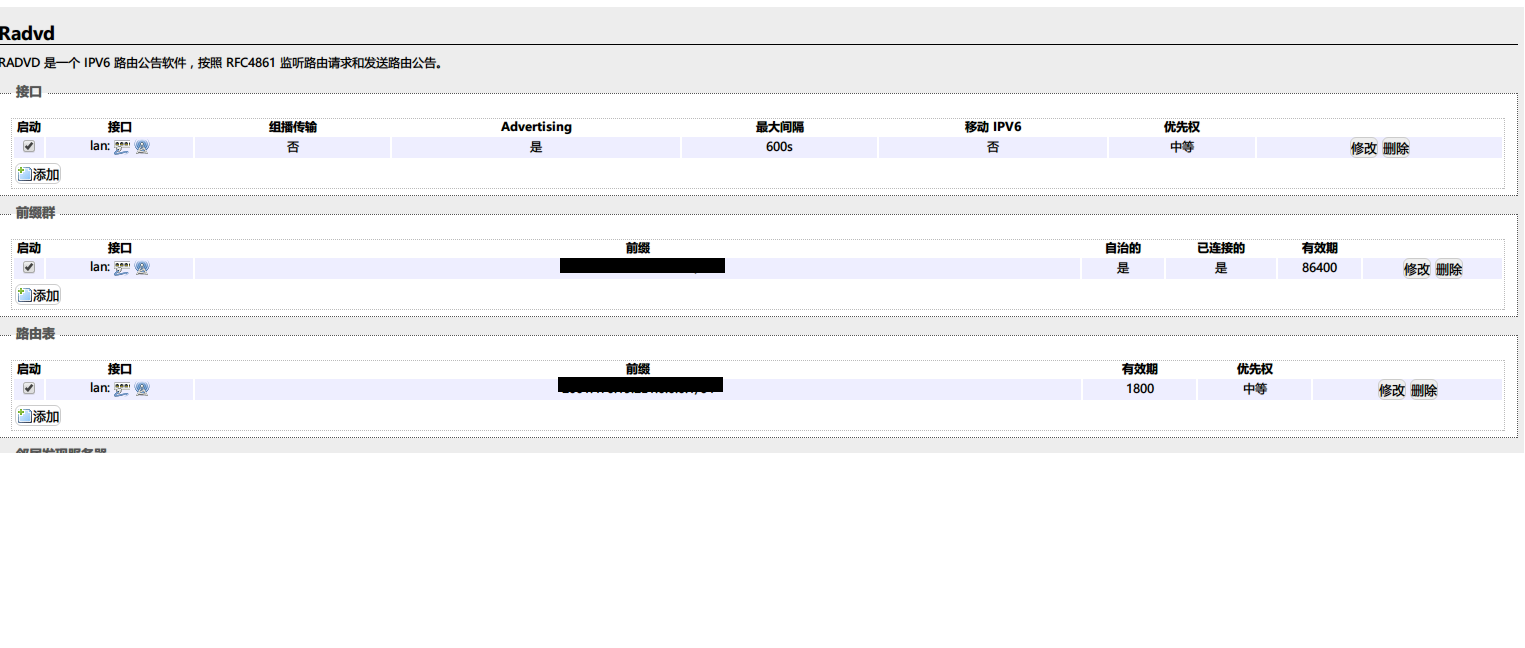 Radvd
RADVD 是一个 IPV6 路由公告软件，按照 RFC4861 监听路由请求和发送路由公告。
接口
启动 接口 组播传输 Advertising 最大间隔 移动 IPV6 优先权
lan: 否 是 600s 否 中等 修改 删除
添加
前缀群
启动 接口 前缀 自治的 已连接的 有效期
lan: 是 是 86400 修改 删除
添加
路由表
启动 接口 前缀 有效期 优先权
lan: 1800 中等 修改 删除
添加